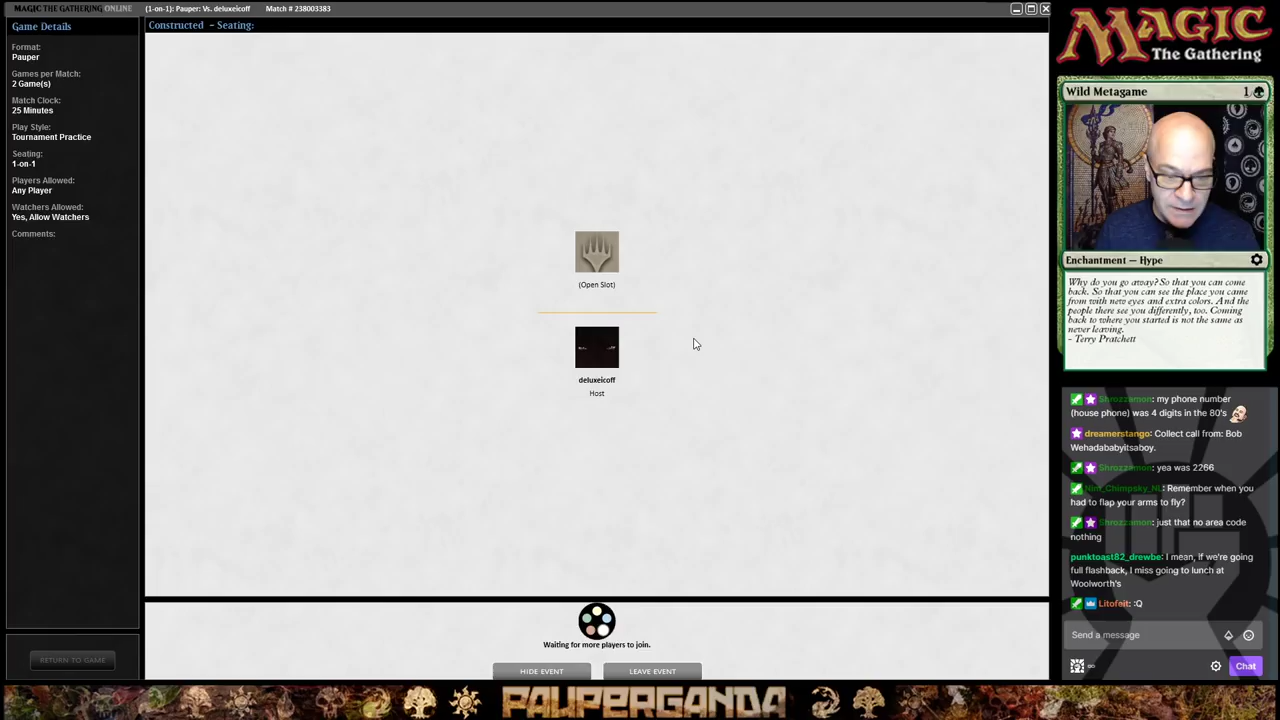 MAGIC THE GATHERING ONLINE
(1-on-1): Pauper: Vs. deluxeicoff
Match # 238003383
Game Details
Format:
Pauper
Games per Match:
2 Game(s)
Match Clock:
25 Minutes
Play Style:
Tournament Practice
Seating:
1-on-1
Players Allowed:
Any Player
Watchers Allowed:
Yes, Allow Watchers
Comments:
RETURN TO GAME
Constructed - Seating:
(Open Slot)
deluxeicoff
Host
Waiting for more players to join.
HIDE EVENT
LEAVE EVENT
MAGIC
The Gathering
Wild Metagame 1
Enchantment — Hype
Why do you go away? So that you can come
back. So that you can see the place you came
from with new eyes and extra colors. And the
people there see you differently, too. Coming
back to where you started is not the same as
never leaving.
- Terry Pratchett
Shrozzamon: my phone number
(house phone) was 4 digits in the 80's
dreamerstango: Collect call from: Bob
Wehadababyitsaboy.
Shrozzamon: yea was 2266
Nim_Chimpsky_NL: Remember when you
had to flap your arms to fly?
Shrozzamon: just that no area code
nothing
punktoast82_drewbe: I mean, if we're going
full flashback, I miss going to lunch at
Woolworth's
Litofeit: :Q
Send a message
Chat
PAUPERGANDA